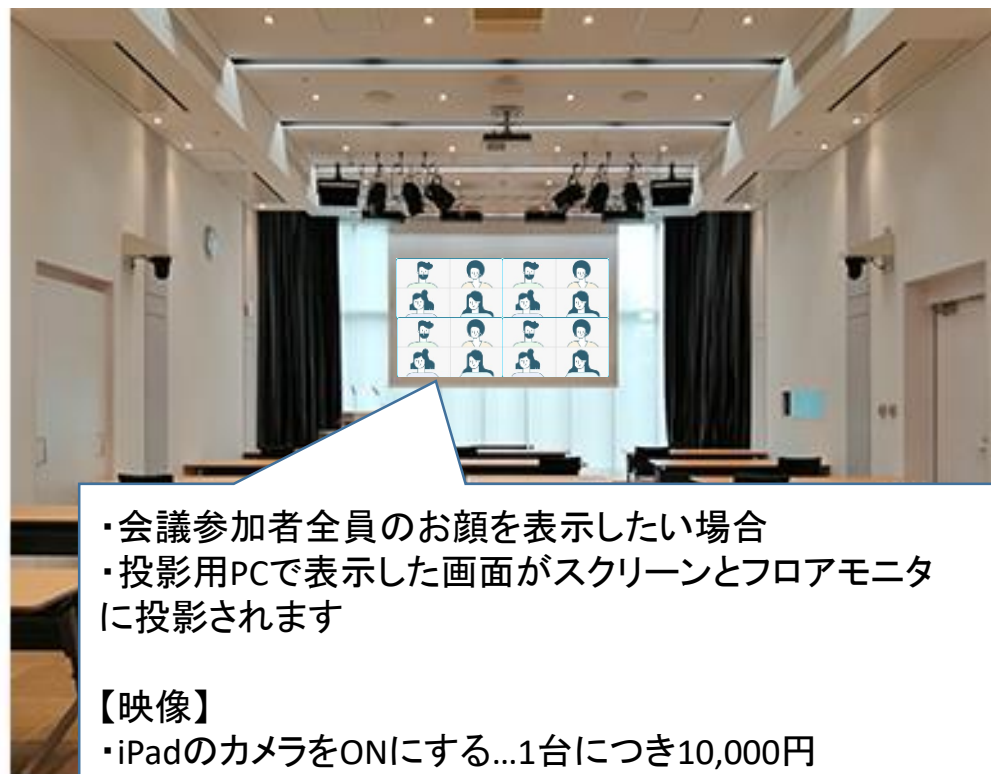 ・会議参加者全員のお顔を表示したい場合
・投影用PCで表示した画面がスクリーンとフロアモニタ
に投影されます
【映像】
・iPadのカメラをONにする…1台につき10,000円